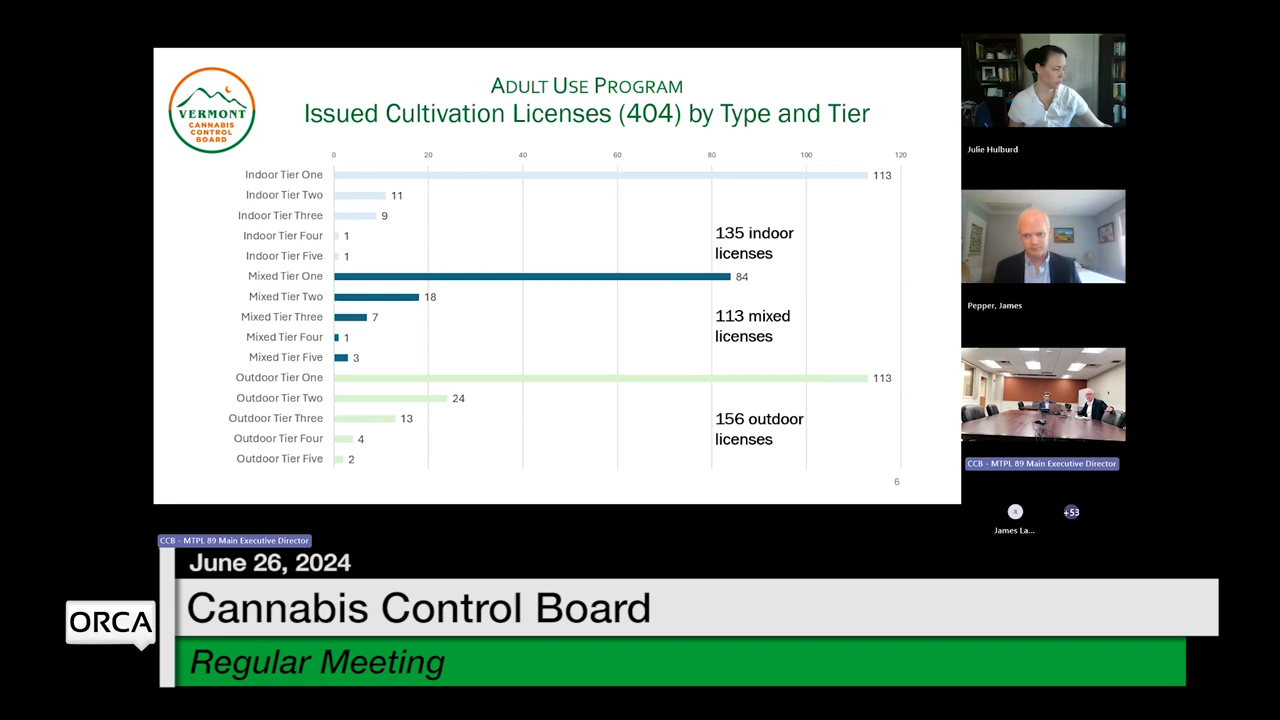 ADULT USE PROGRAM
Issued Cultivation Licenses (404) by Type and Tier
VERMONT
CANNABIS
CONTROL
BOARD
0 20 40 60 80 100 120
Indoor Tier One 113
Indoor Tier Two 11
Indoor Tier Three 9
Indoor Tier Four 1
Indoor Tier Five 1
135 indoor
licenses
Mixed Tier One 84
Mixed Tier Two 18
Mixed Tier Three 7
Mixed Tier Four 1
Mixed Tier Five 3
113 mixed
licenses
Outdoor Tier One 113
Outdoor Tier Two 24
Outdoor Tier Three 13
Outdoor Tier Four 4
Outdoor Tier Five 2
156 outdoor
licenses
6
Julie Hulburd
Pepper, James
CCB - MTPL 89 Main Executive Director
James La...
+53
CCB - MTPL 89 Main Executive Director
June 26, 2024
ORCA
Cannabis Control Board
Regular Meeting